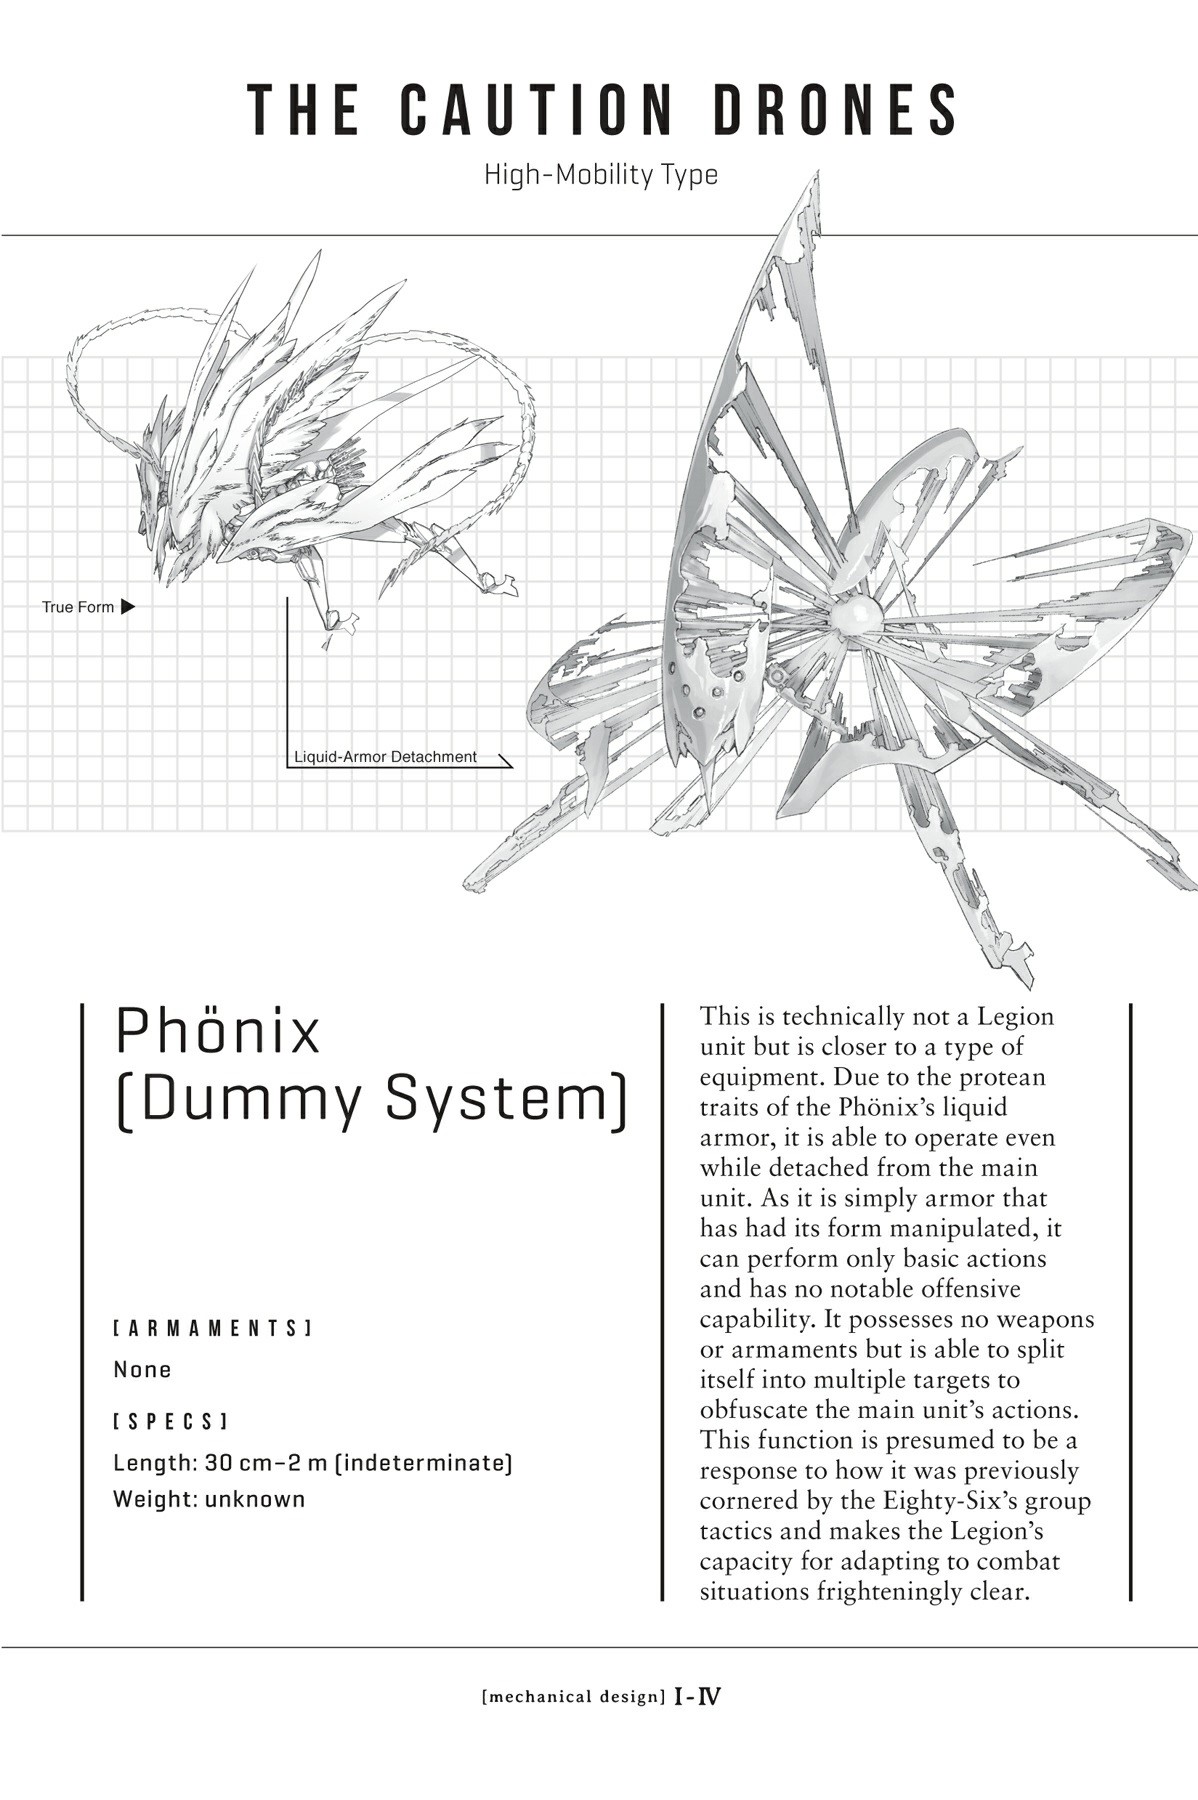 THE CAUTION DRONES
High-Mobility Type
True Form
Liquid-Armor Detachment
Phönix
[Dummy System]
[ARMAMENTS]
None
[SPECS]
Length: 30 cm–2 m [indeterminate]
Weight: unknown
This is technically not a Legion
unit but is closer to a type of
equipment. Due to the protean
traits of the Phönix’s liquid
armor, it is able to operate even
while detached from the main
unit. As it is simply armor that
has had its form manipulated, it
can perform only basic actions
and has no notable offensive
capability. It possesses no weapons
or armaments but is able to split
itself into multiple targets to
obfuscate the main unit’s actions.
This function is presumed to be a
response to how it was previously
cornered by the Eighty-Six’s group
tactics and makes the Legion’s
capacity for adapting to combat
situations frighteningly clear.
[mechanical design] I-IV